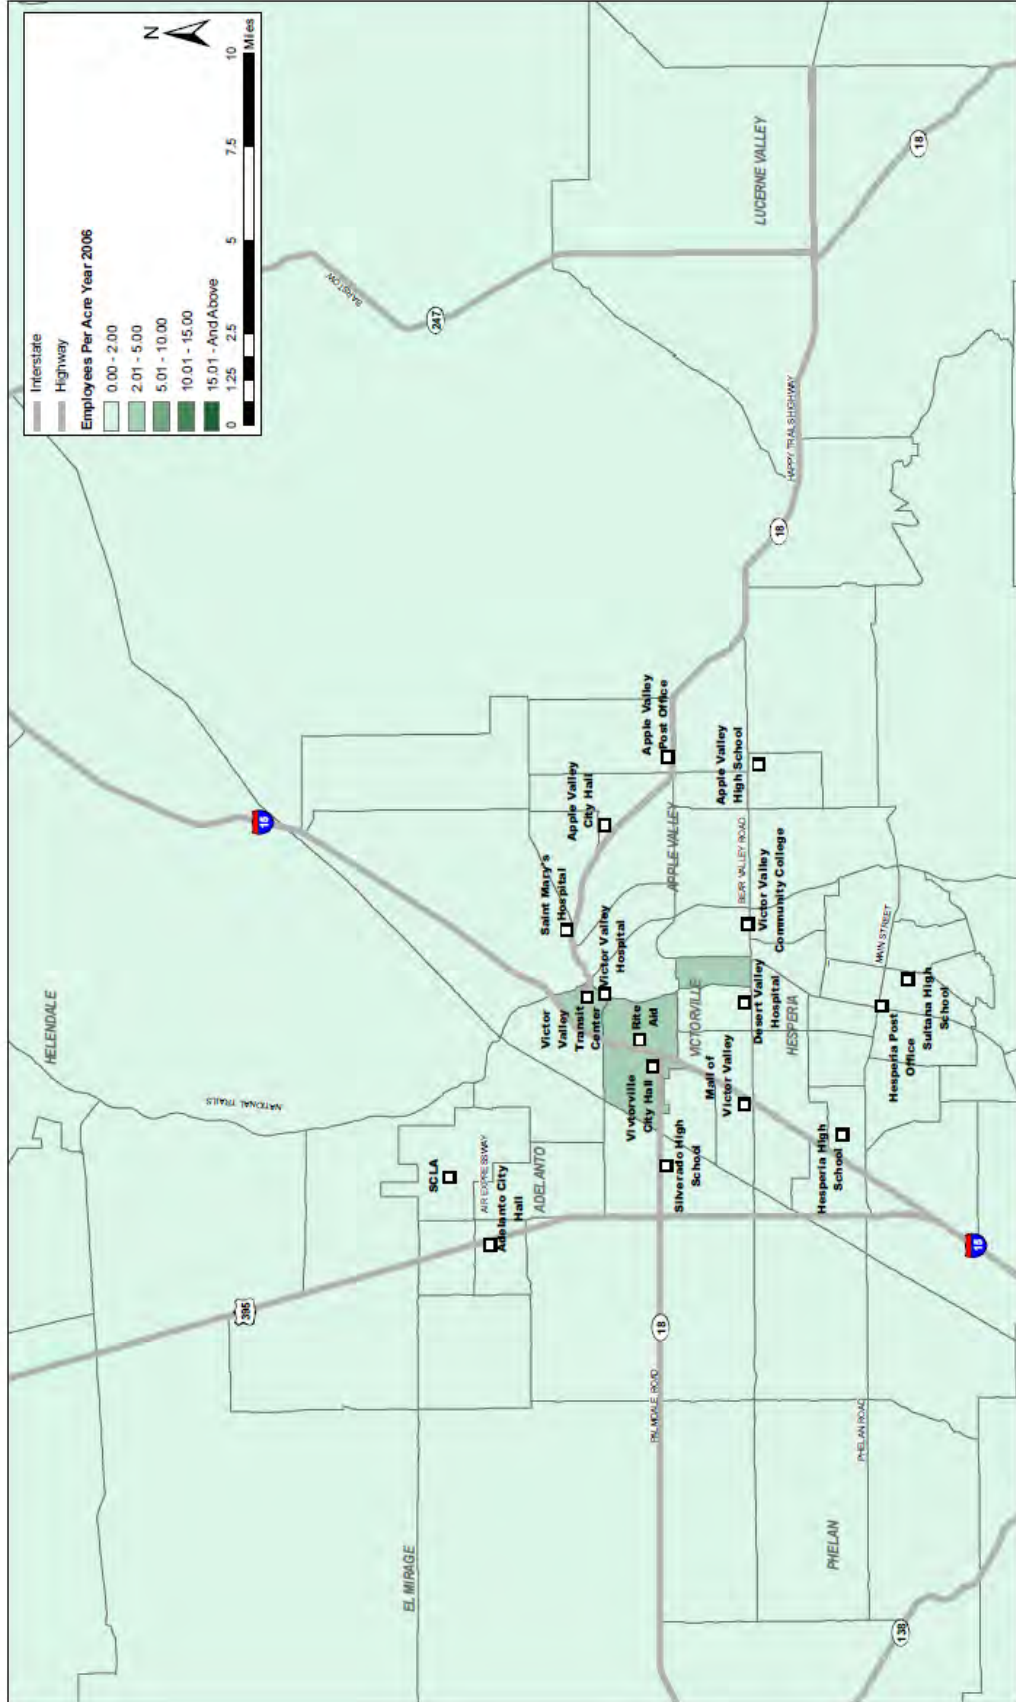 N
Interstate
Highway
Employees Per Acre Year 2006
0.00 - 2.00
2.01 - 5.00
5.01 - 10.00
10.01 - 15.00
15.01 - And Above
0 1.25 2.5 5 7.5 10
Miles
HELENDALE
NATIONAL TRAILS
15
BARSTOW
247
LUCERNE VALLEY
18
HAPPY TRAILS HIGHWAY
18
395
EL MIRAGE
SCLA
AIR EXPRESSWAY
Adelanto City
Hall
ADELANTO
Saint Mary's
Hospital
Apple Valley
City Hall
Apple Valley
Post Office
Victor
Valley
Transit
Center
Victor Valley
Hospital
Rite
Aid
Vivtorville
City Hall
Silverado High
School
VICTORVILLE
APPLE VALLEY
18
PALMDALE ROAD
Mall of
Victor Valley
Desert Valley
Hospital
BEAR VALLEY ROAD
Victor Valley
Community College
Apple Valley
High School
HESPERIA
Hesperia High
School
MAIN STREET
Hesperia Post
Office
Sultana High
School
PHELAN ROAD
PHELAN
138
15